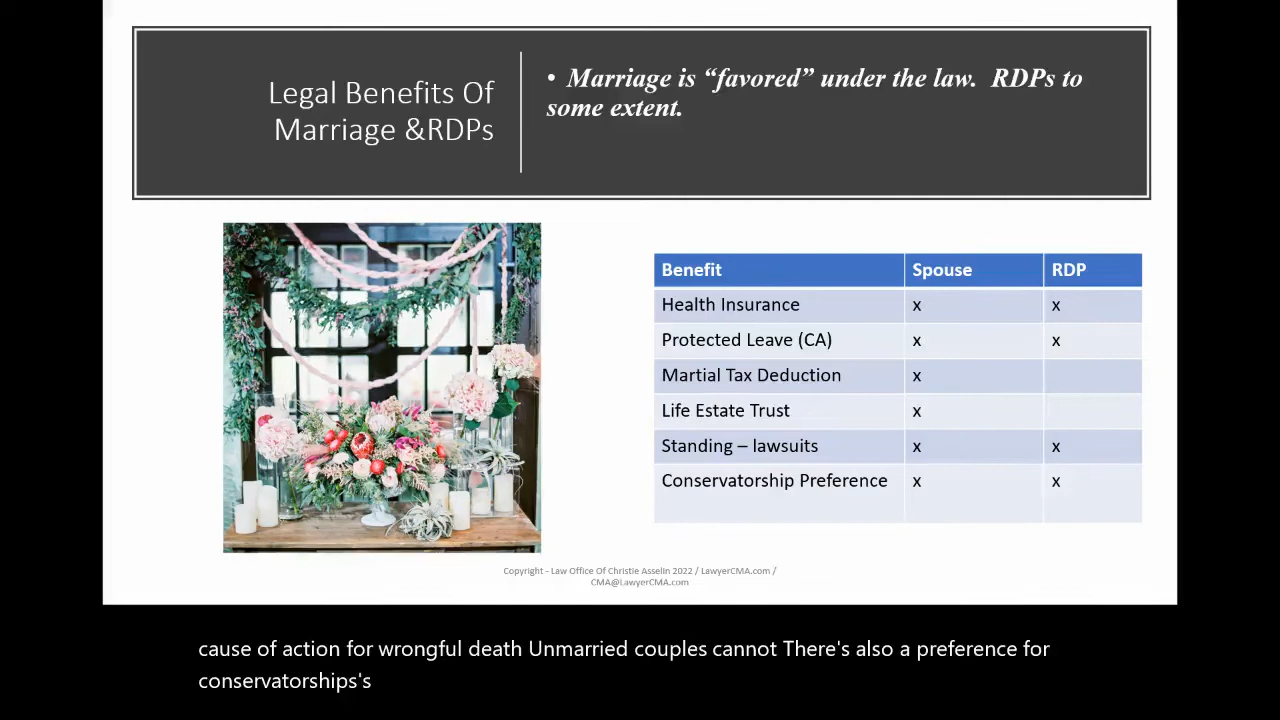 Legal Benefits Of
Marriage &RDPs
• Marriage is “favored” under the law.  RDPs to
some extent.
Benefit Spouse RDP
Health Insurance x x
Protected Leave (CA) x x
Martial Tax Deduction x
Life Estate Trust x
Standing – lawsuits x x
Conservatorship Preference x x
Copyright - Law Office Of Christie Asselin 2022 / LawyerCMA.com /
CMA@LawyerCMA.com
cause of action for wrongful death Unmarried couples cannot There's also a preference for
conservatorships's